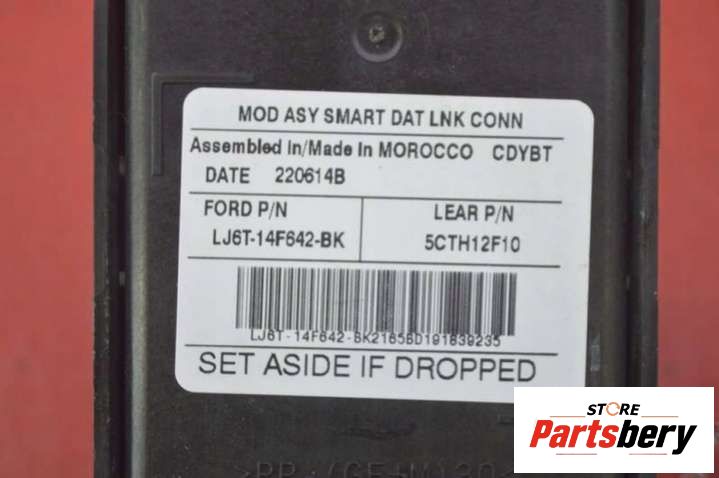 MOD ASY SMART DAT LNK CONN
Assembled in/Made in MOROCCO CDYBT
DATE 220614B
FORD P/N LEAR P/N
LJ6T-14F642-BK 5CTH12F10
LJ6T-14F642-BK2165BD191839235
SET ASIDE IF DROPPED
STORE
Partsbery